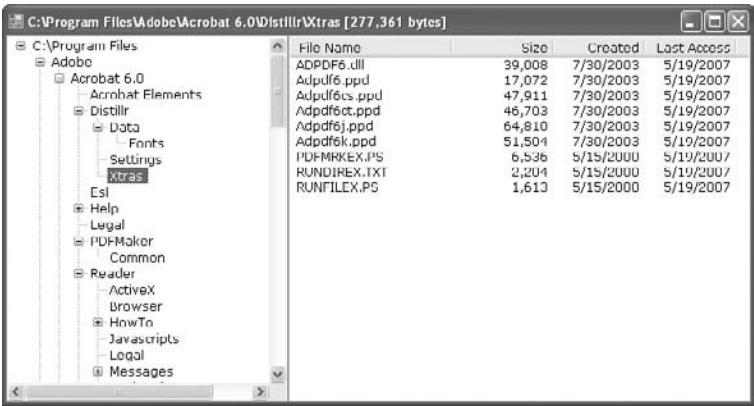 C:\Program Files\Adobe\Acrobat 6.0\Distillr\Xtras [277,361 bytes]
C:\Program Files
Adobe
Acrobat 6.0
Acrobat Elements
Distillr
Data
Fonts
Settings
Xtras
Esl
Help
Legal
PDFMaker
Common
Reader
ActiveX
Browser
HowTo
Javascripts
Legal
Messages
File Name Size Created Last Access
ADPDF6.dll 39,008 7/30/2003 5/19/2007
Adpdf6.ppd 17,072 7/30/2003 5/19/2007
Adpdf6cs.ppd 47,911 7/30/2003 5/19/2007
Adpdf6ct.ppd 46,703 7/30/2003 5/19/2007
Adpdf6j.ppd 64,810 7/30/2003 5/19/2007
Adpdf6k.ppd 51,504 7/30/2003 5/19/2007
PDFMRKEX.PS 6,536 5/15/2000 5/19/2007
RUNDIREX.TXT 2,204 5/15/2000 5/19/2007
RUNFILEX.PS 1,613 5/15/2000 5/19/2007